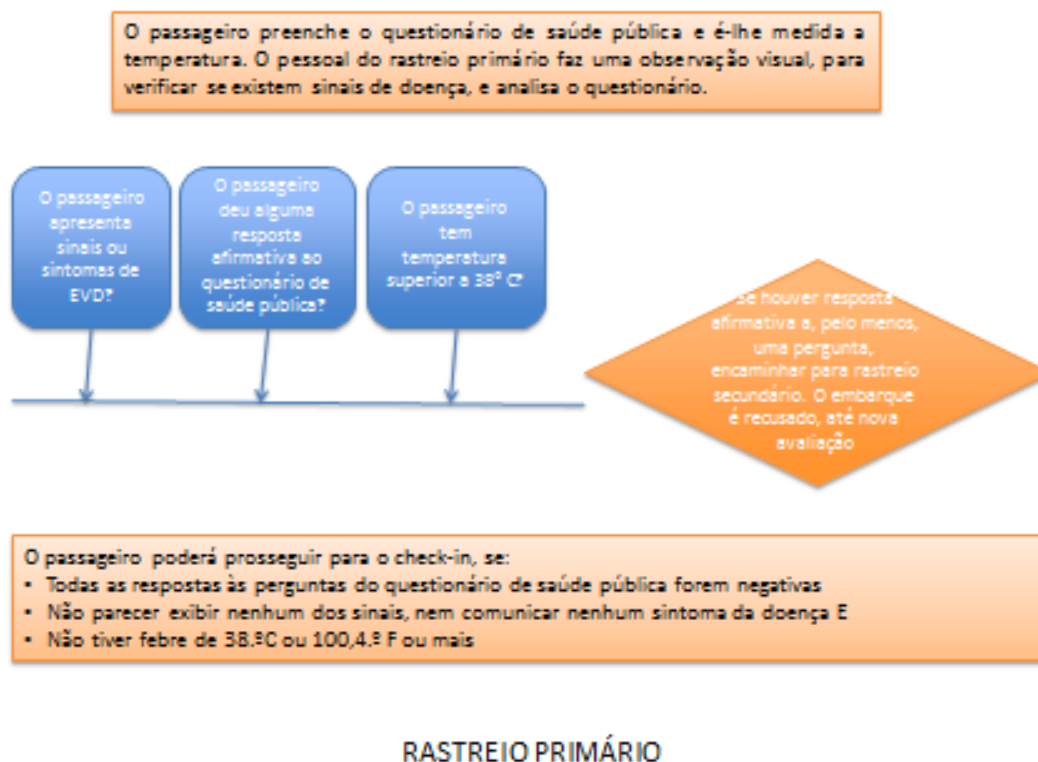 O passageiro preenche o questionário de saúde pública e é-lhe medida a
temperatura. O pessoal do rastreio primário faz uma observação visual, para
verificar se existem sinais de doença, e analisa o questionário.
O passageiro
apresenta
sinais ou
sintomas de
EVD?
O passageiro
deu alguma
resposta
afirmativa ao
questionário de
saúde pública?
O passageiro
tem
temperatura
superior a 38º C?
Se houver resposta
afirmativa a, pelo menos,
uma pergunta,
encaminhar para rastreio
secundário. O embarque
é recusado, até nova
avaliação
O passageiro poderá prosseguir para o check-in, se:
• Todas as respostas às perguntas do questionário de saúde pública forem negativas
• Não parecer exibir nenhum dos sinais, nem comunicar nenhum sintoma da doença E
• Não tiver febre de 38.ºC ou 100,4.º F ou mais
RASTREIO PRIMÁRIO